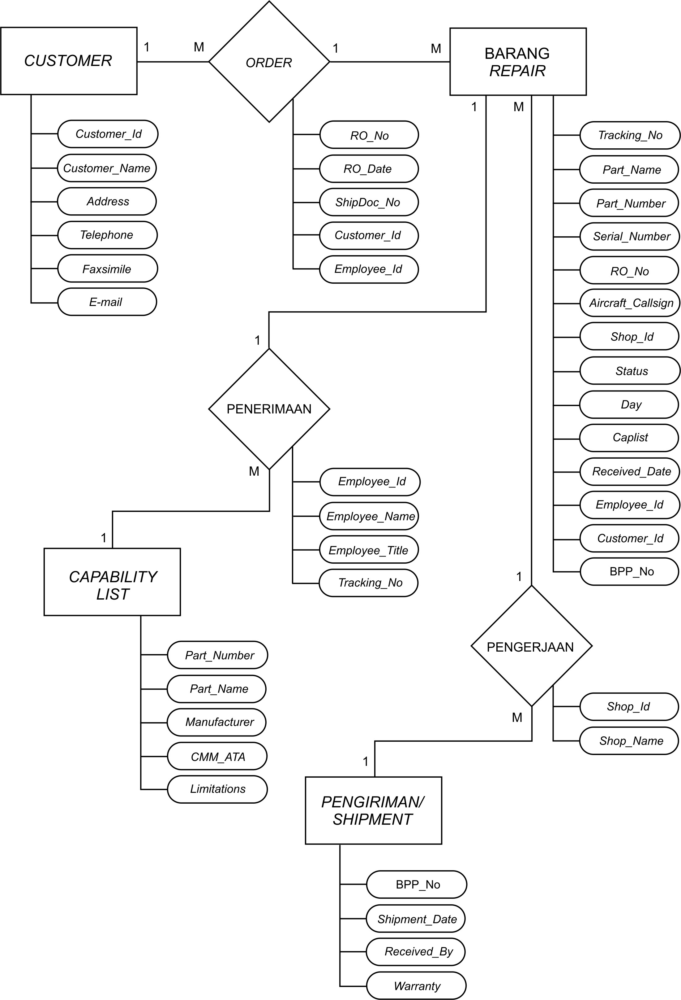 CUSTOMER
1
M
ORDER
1
M
BARANG
REPAIR
Customer_Id
Customer_Name
Address
Telephone
Faxsimile
E-mail
RO_No
RO_Date
ShipDoc_No
Customer_Id
Employee_Id
1
M
Tracking_No
Part_Name
Part_Number
Serial_Number
RO_No
Aircraft_Callsign
Shop_Id
Status
Day
Caplist
Received_Date
Employee_Id
Customer_Id
BPP_No
1
PENERIMAAN
M
Employee_Id
Employee_Name
Employee_Title
Tracking_No
1
CAPABILITY
LIST
Part_Number
Part_Name
Manufacturer
CMM_ATA
Limitations
1
PENGERJAAN
M
Shop_Id
Shop_Name
1
PENGIRIMAN/
SHIPMENT
BPP_No
Shipment_Date
Received_By
Warranty